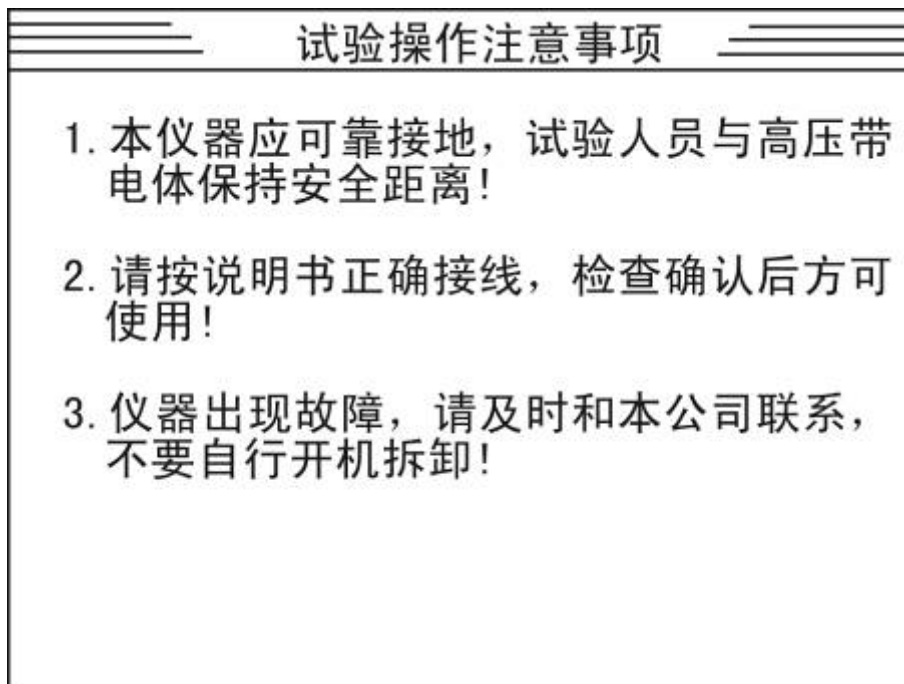 试验操作注意事项
1. 本仪器应可靠接地，试验人员与高压带
电体保持安全距离!
2. 请按说明书正确接线，检查确认后方可
使用!
3. 仪器出现故障，请及时和本公司联系，
不要自行开机拆卸!